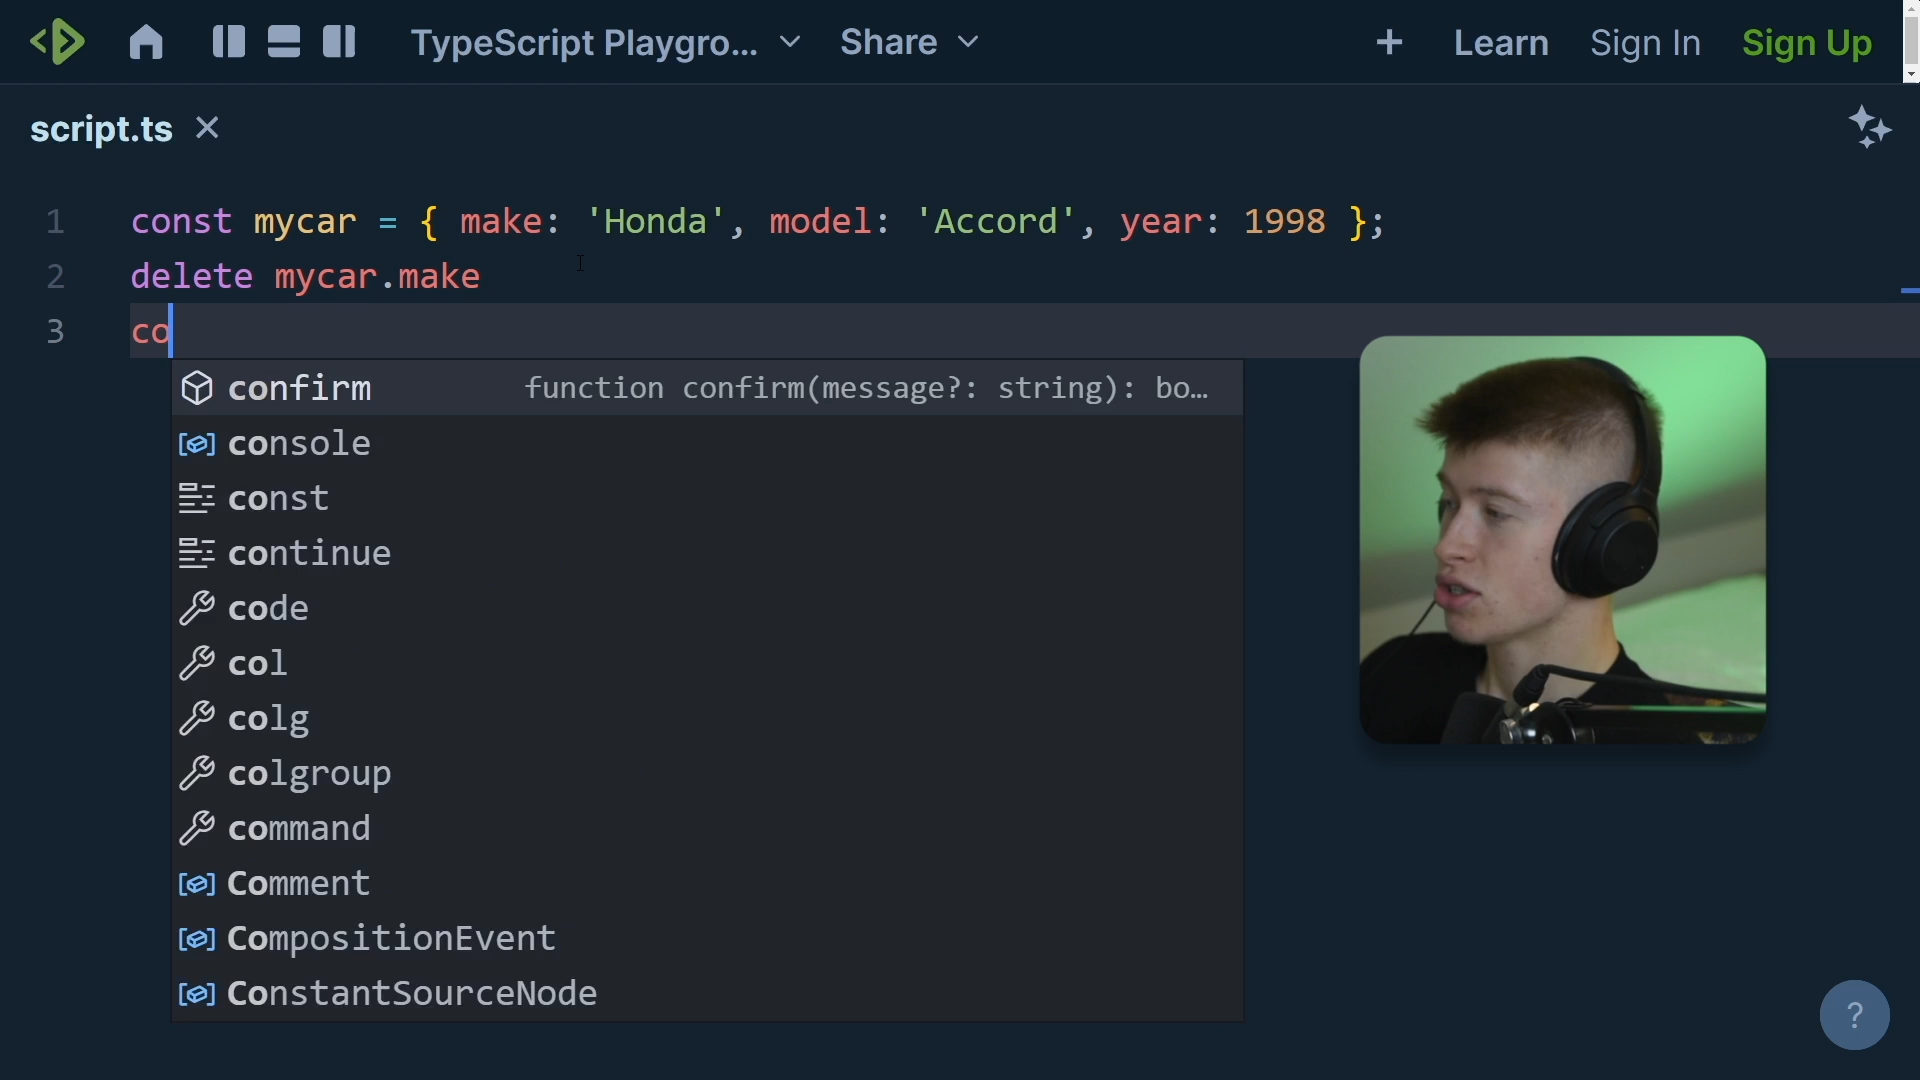 TypeScript Playgro... Share + Learn Sign In Sign Up
script.ts
1 const mycar = { make: 'Honda', model: 'Accord', year: 1998 };
2 delete mycar.make
3 co
confirm function confirm(message?: string): bo...
console
const
continue
code
col
colg
colgroup
command
Comment
CompositionEvent
ConstantSourceNode
?